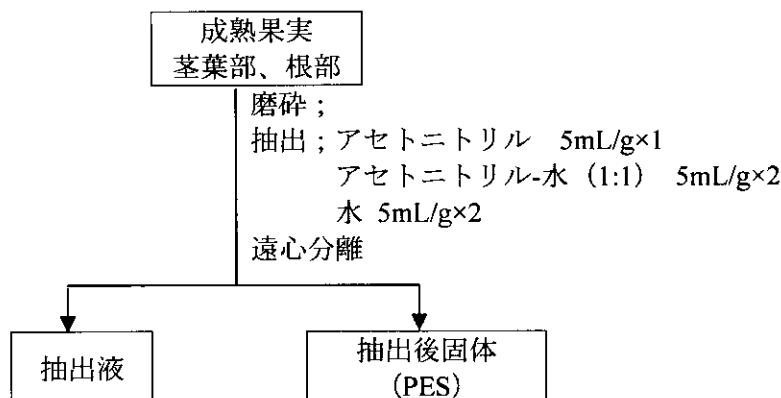 成熟果実
茎葉部、根部
磨砕；
抽出；アセトニトリル 5mL/g×1
アセトニトリル-水（1:1） 5mL/g×2
水 5mL/g×2
遠心分離
抽出液
抽出後固体
（PES）